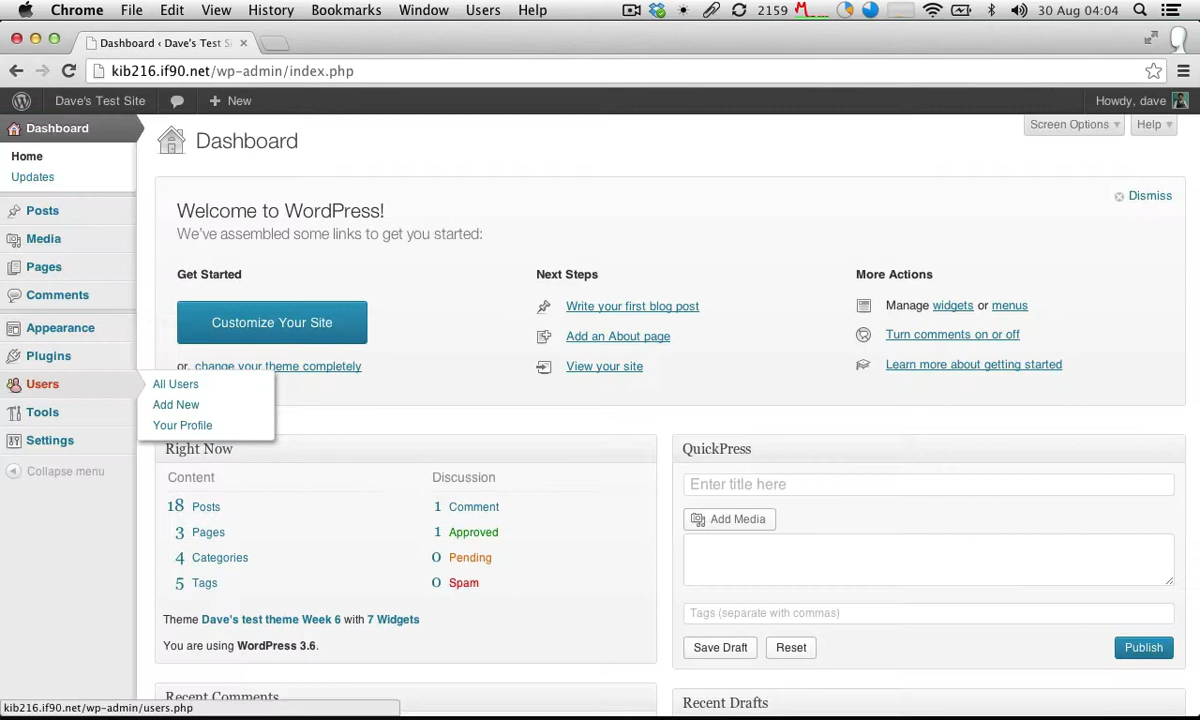 Chrome File Edit View History Bookmarks Window Users Help 2159 30 Aug 04:04
Dashboard ‹ Dave's Test S
kib216.if90.net/wp-admin/index.php
Dave's Test Site + New Howdy, dave
Dashboard
Home
Updates
Posts
Media
Pages
Comments
Appearance
Plugins
Users
Tools
Settings
Collapse menu
All Users
Add New
Your Profile
Dashboard
Screen Options Help
Welcome to WordPress!
Dismiss
We've assembled some links to get you started:
Get Started
Customize Your Site
or, change your theme completely
Next Steps
Write your first blog post
Add an About page
View your site
More Actions
Manage widgets or menus
Turn comments on or off
Learn more about getting started
Right Now
Content Discussion
18 Posts 1 Comment
3 Pages 1 Approved
4 Categories 0 Pending
5 Tags 0 Spam
Theme Dave's test theme Week 6 with 7 Widgets
You are using WordPress 3.6.
Recent Comments
QuickPress
Enter title here
Add Media
Tags (separate with commas)
Save Draft Reset Publish
Recent Drafts
kib216.if90.net/wp-admin/users.php